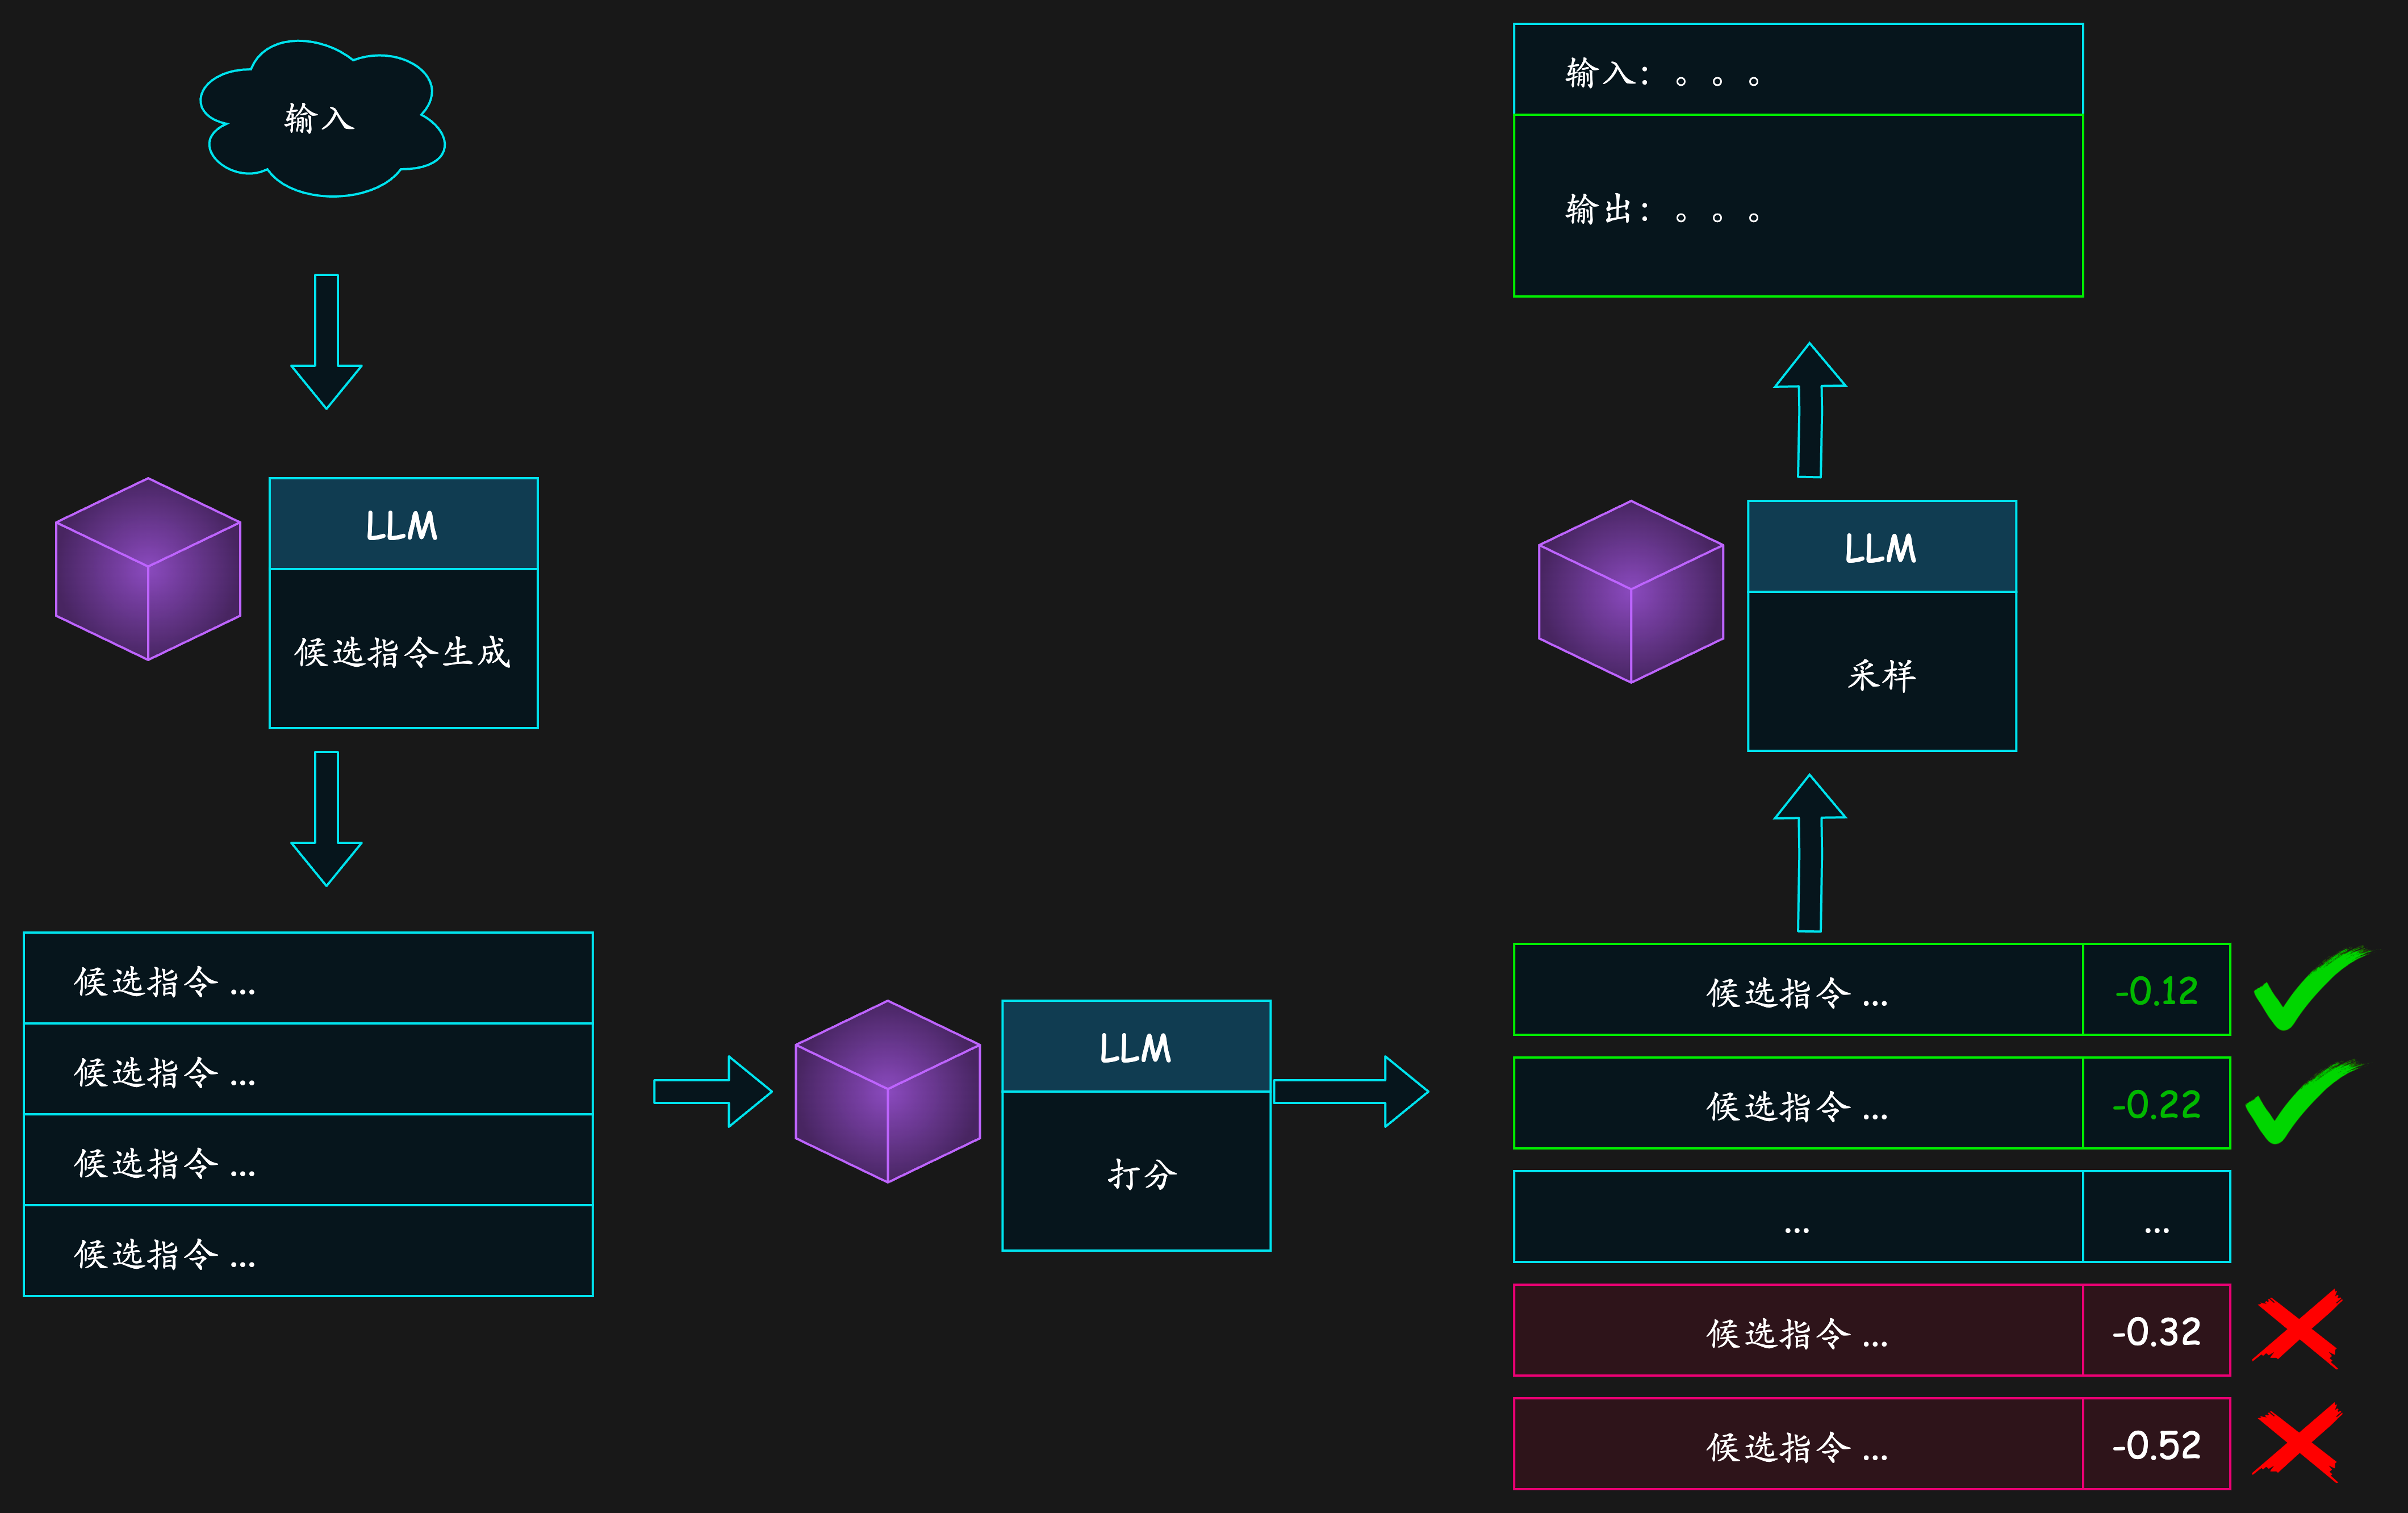 输入
LLM
候选指令生成
候选指令 ...
候选指令 ...
候选指令 ...
候选指令 ...
LLM
打分
候选指令 ... -0.12
候选指令 ... -0.22
... ...
候选指令 ... -0.32
候选指令 ... -0.52
LLM
采样
输入：。。。
输出：。。。